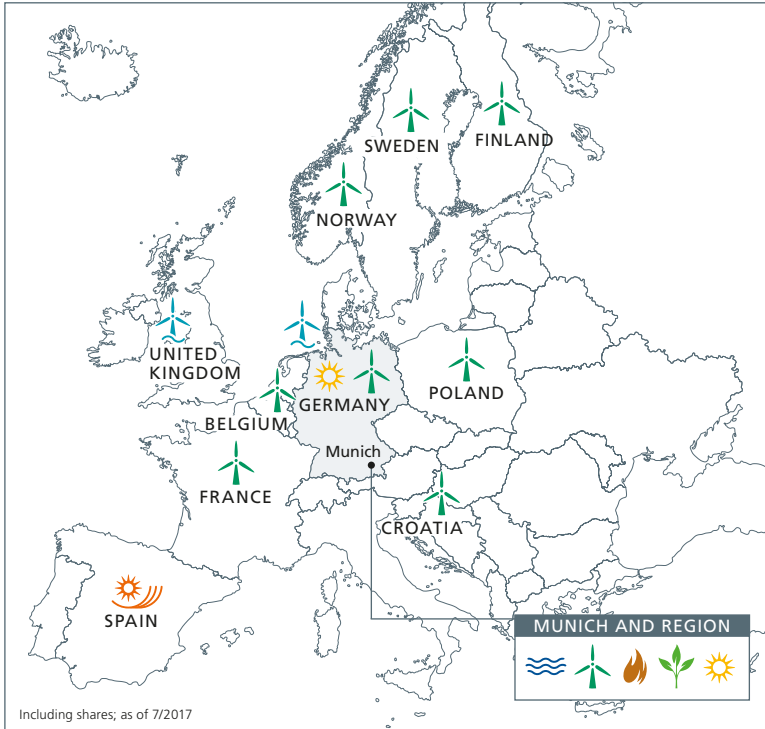 SWEDEN
FINLAND
NORWAY
UNITED
KINGDOM
GERMANY
POLAND
BELGIUM
Munich
FRANCE
CROATIA
SPAIN
MUNICH AND REGION
Including shares; as of 7/2017